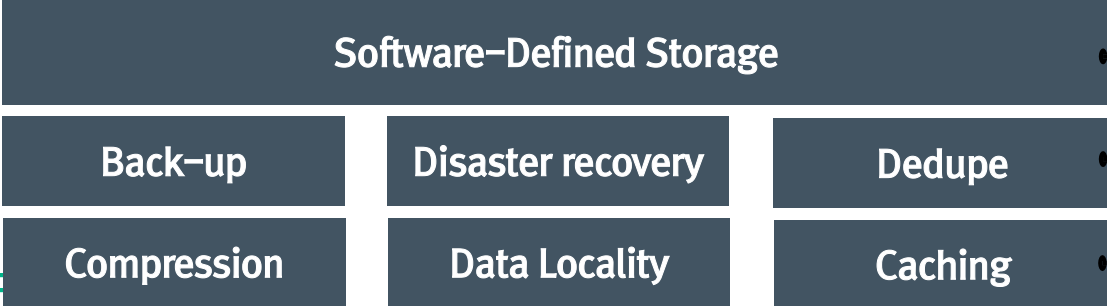 Software-Defined Storage
Back-up
Disaster recovery
Dedupe
Compression
Data Locality
Caching